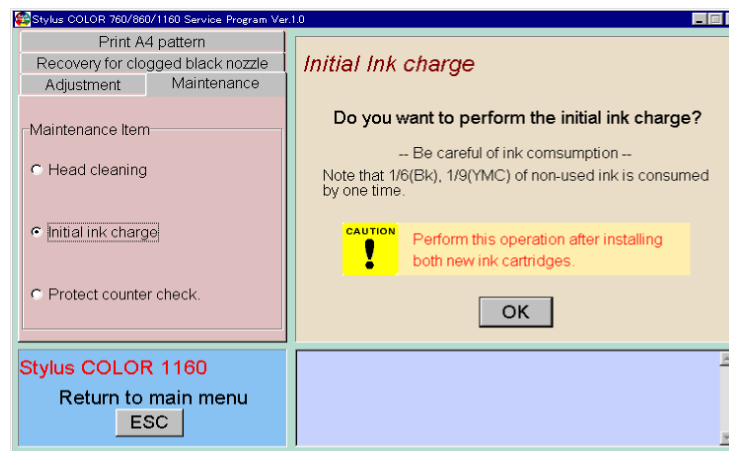 Stylus COLOR 760/860/1160 Service Program Ver.1.0
Print A4 pattern
Recovery for clogged black nozzle
Adjustment
Maintenance
Maintenance Item
Head cleaning
Initial ink charge
Protect counter check.
Initial Ink charge
Do you want to perform the initial ink charge?
-- Be careful of ink comsumption --
Note that 1/6(Bk), 1/9(YMC) of non-used ink is consumed
by one time.
CAUTION
Perform this operation after installing
both new ink cartridges.
OK
Stylus COLOR 1160
Return to main menu
ESC